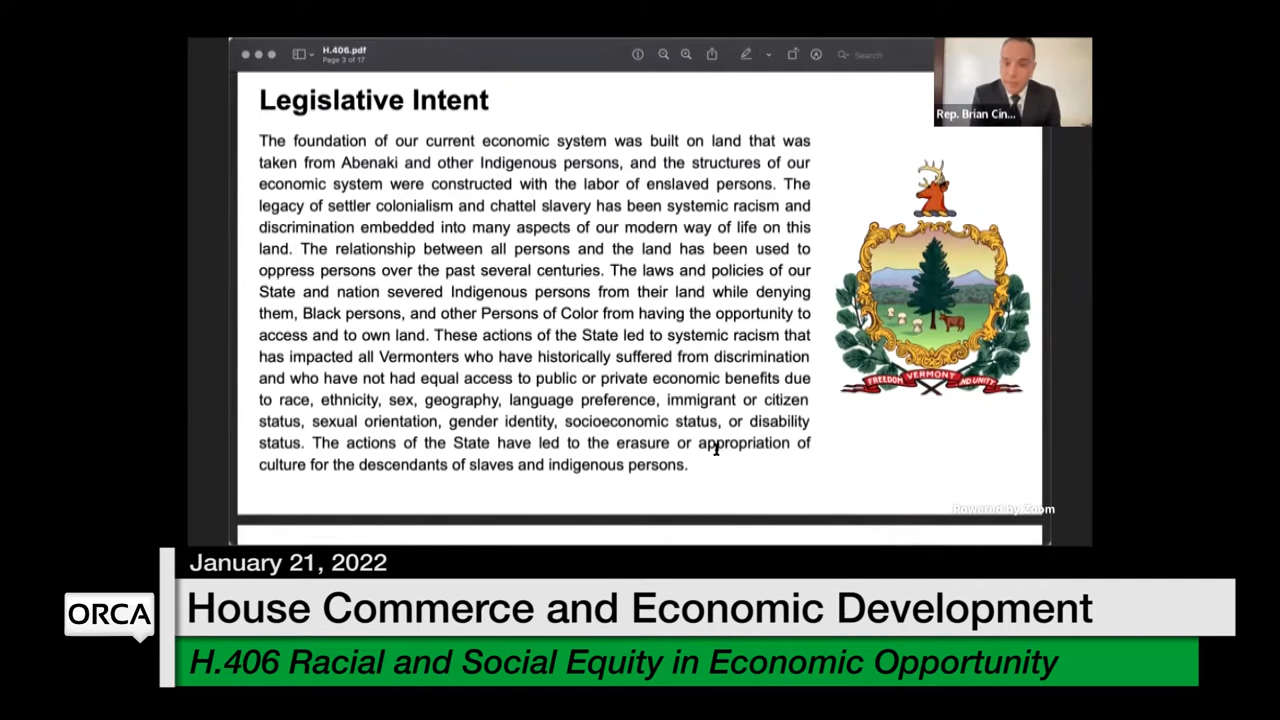 H.406.pdf
Page 3 of 17
Search
Rep. Brian Cin...
Legislative Intent
The foundation of our current economic system was built on land that was
taken from Abenaki and other Indigenous persons, and the structures of our
economic system were constructed with the labor of enslaved persons. The
legacy of settler colonialism and chattel slavery has been systemic racism and
discrimination embedded into many aspects of our modern way of life on this
land. The relationship between all persons and the land has been used to
oppress persons over the past several centuries. The laws and policies of our
State and nation severed Indigenous persons from their land while denying
them, Black persons, and other Persons of Color from having the opportunity to
access and to own land. These actions of the State led to systemic racism that
has impacted all Vermonters who have historically suffered from discrimination
and who have not had equal access to public or private economic benefits due
to race, ethnicity, sex, geography, language preference, immigrant or citizen
status, sexual orientation, gender identity, socioeconomic status, or disability
status. The actions of the State have led to the erasure or appropriation of
culture for the descendants of slaves and indigenous persons.
FREEDOM VERMONT AND UNITY
Powered by Zoom
January 21, 2022
ORCA
House Commerce and Economic Development
H.406 Racial and Social Equity in Economic Opportunity